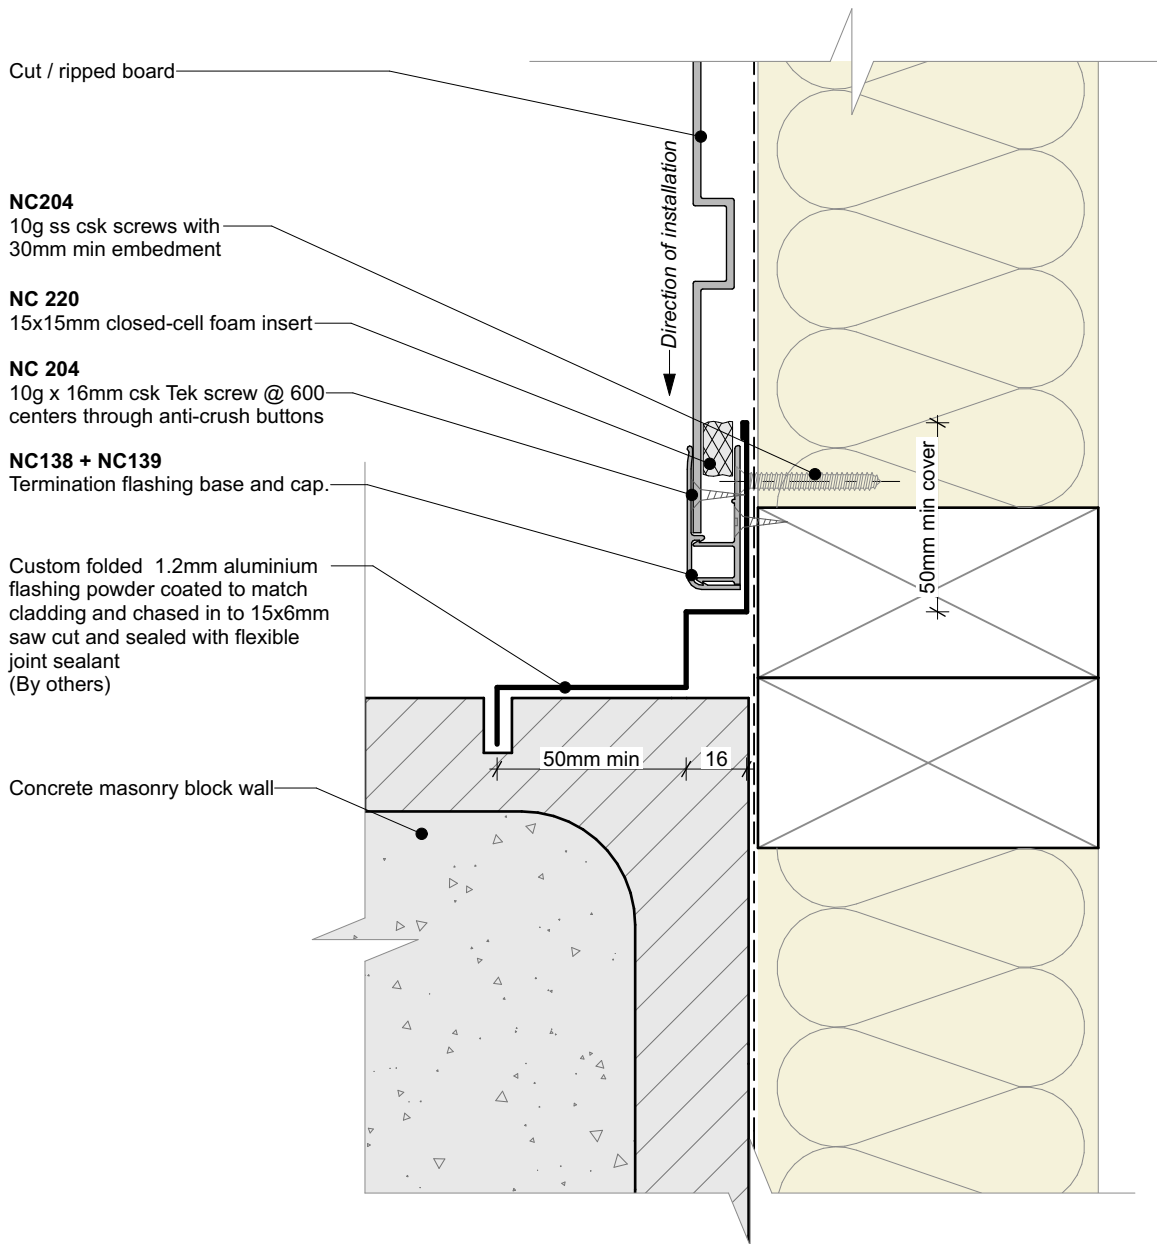 Cut / ripped board
NC204
10g ss csk screws with
30mm min embedment
NC 220
15x15mm closed-cell foam insert
NC 204
10g x 16mm csk Tek screw @ 600
centers through anti-crush buttons
NC138 + NC139
Termination flashing base and cap.
Custom folded  1.2mm aluminium
flashing powder coated to match
cladding and chased in to 15x6mm
saw cut and sealed with flexible
joint sealant
(By others)
Concrete masonry block wall
Direction of installation
50mm min cover
50mm min
16